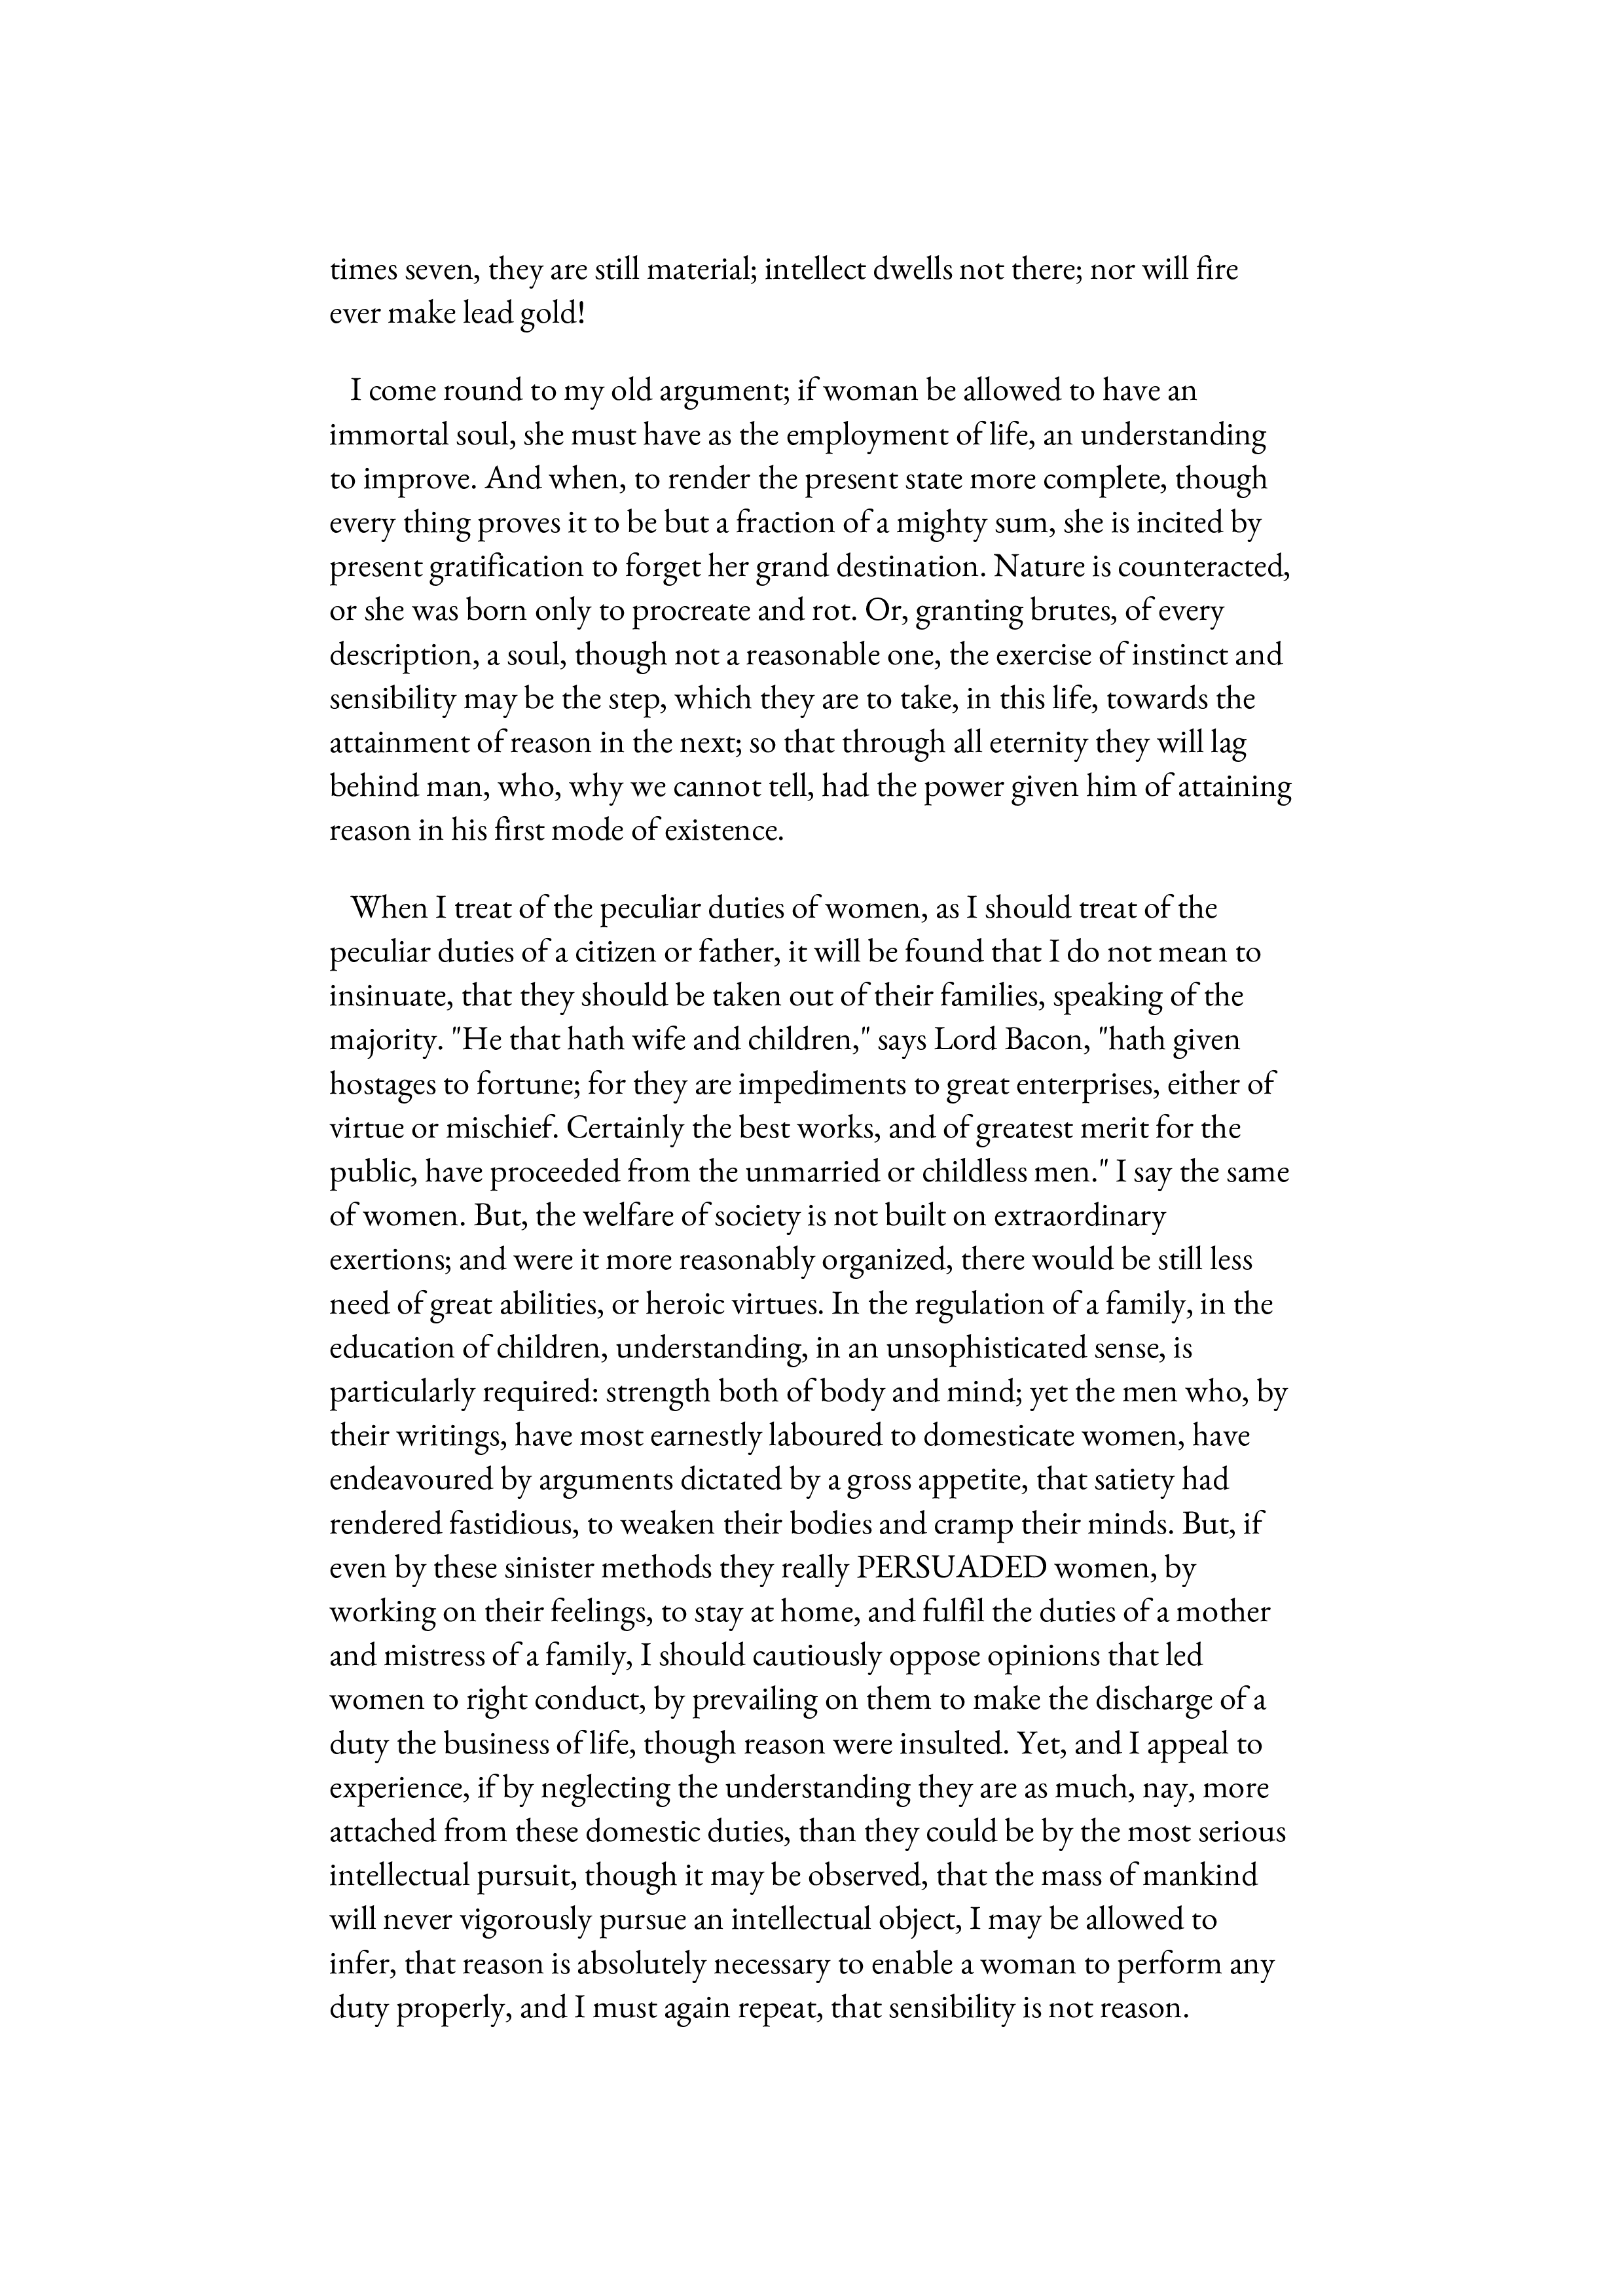 times seven, they are still material; intellect dwells not there; nor will fire
ever make lead gold!
I come round to my old argument; if woman be allowed to have an
immortal soul, she must have as the employment of life, an understanding
to improve. And when, to render the present state more complete, though
every thing proves it to be but a fraction of a mighty sum, she is incited by
present gratification to forget her grand destination. Nature is counteracted,
or she was born only to procreate and rot. Or, granting brutes, of every
description, a soul, though not a reasonable one, the exercise of instinct and
sensibility may be the step, which they are to take, in this life, towards the
attainment of reason in the next; so that through all eternity they will lag
behind man, who, why we cannot tell, had the power given him of attaining
reason in his first mode of existence.
When I treat of the peculiar duties of women, as I should treat of the
peculiar duties of a citizen or father, it will be found that I do not mean to
insinuate, that they should be taken out of their families, speaking of the
majority. "He that hath wife and children," says Lord Bacon, "hath given
hostages to fortune; for they are impediments to great enterprises, either of
virtue or mischief. Certainly the best works, and of greatest merit for the
public, have proceeded from the unmarried or childless men." I say the same
of women. But, the welfare of society is not built on extraordinary
exertions; and were it more reasonably organized, there would be still less
need of great abilities, or heroic virtues. In the regulation of a family, in the
education of children, understanding, in an unsophisticated sense, is
particularly required: strength both of body and mind; yet the men who, by
their writings, have most earnestly laboured to domesticate women, have
endeavoured by arguments dictated by a gross appetite, that satiety had
rendered fastidious, to weaken their bodies and cramp their minds. But, if
even by these sinister methods they really PERSUADED women, by
working on their feelings, to stay at home, and fulfil the duties of a mother
and mistress of a family, I should cautiously oppose opinions that led
women to right conduct, by prevailing on them to make the discharge of a
duty the business of life, though reason were insulted. Yet, and I appeal to
experience, if by neglecting the understanding they are as much, nay, more
attached from these domestic duties, than they could be by the most serious
intellectual pursuit, though it may be observed, that the mass of mankind
will never vigorously pursue an intellectual object, I may be allowed to
infer, that reason is absolutely necessary to enable a woman to perform any
duty properly, and I must again repeat, that sensibility is not reason.